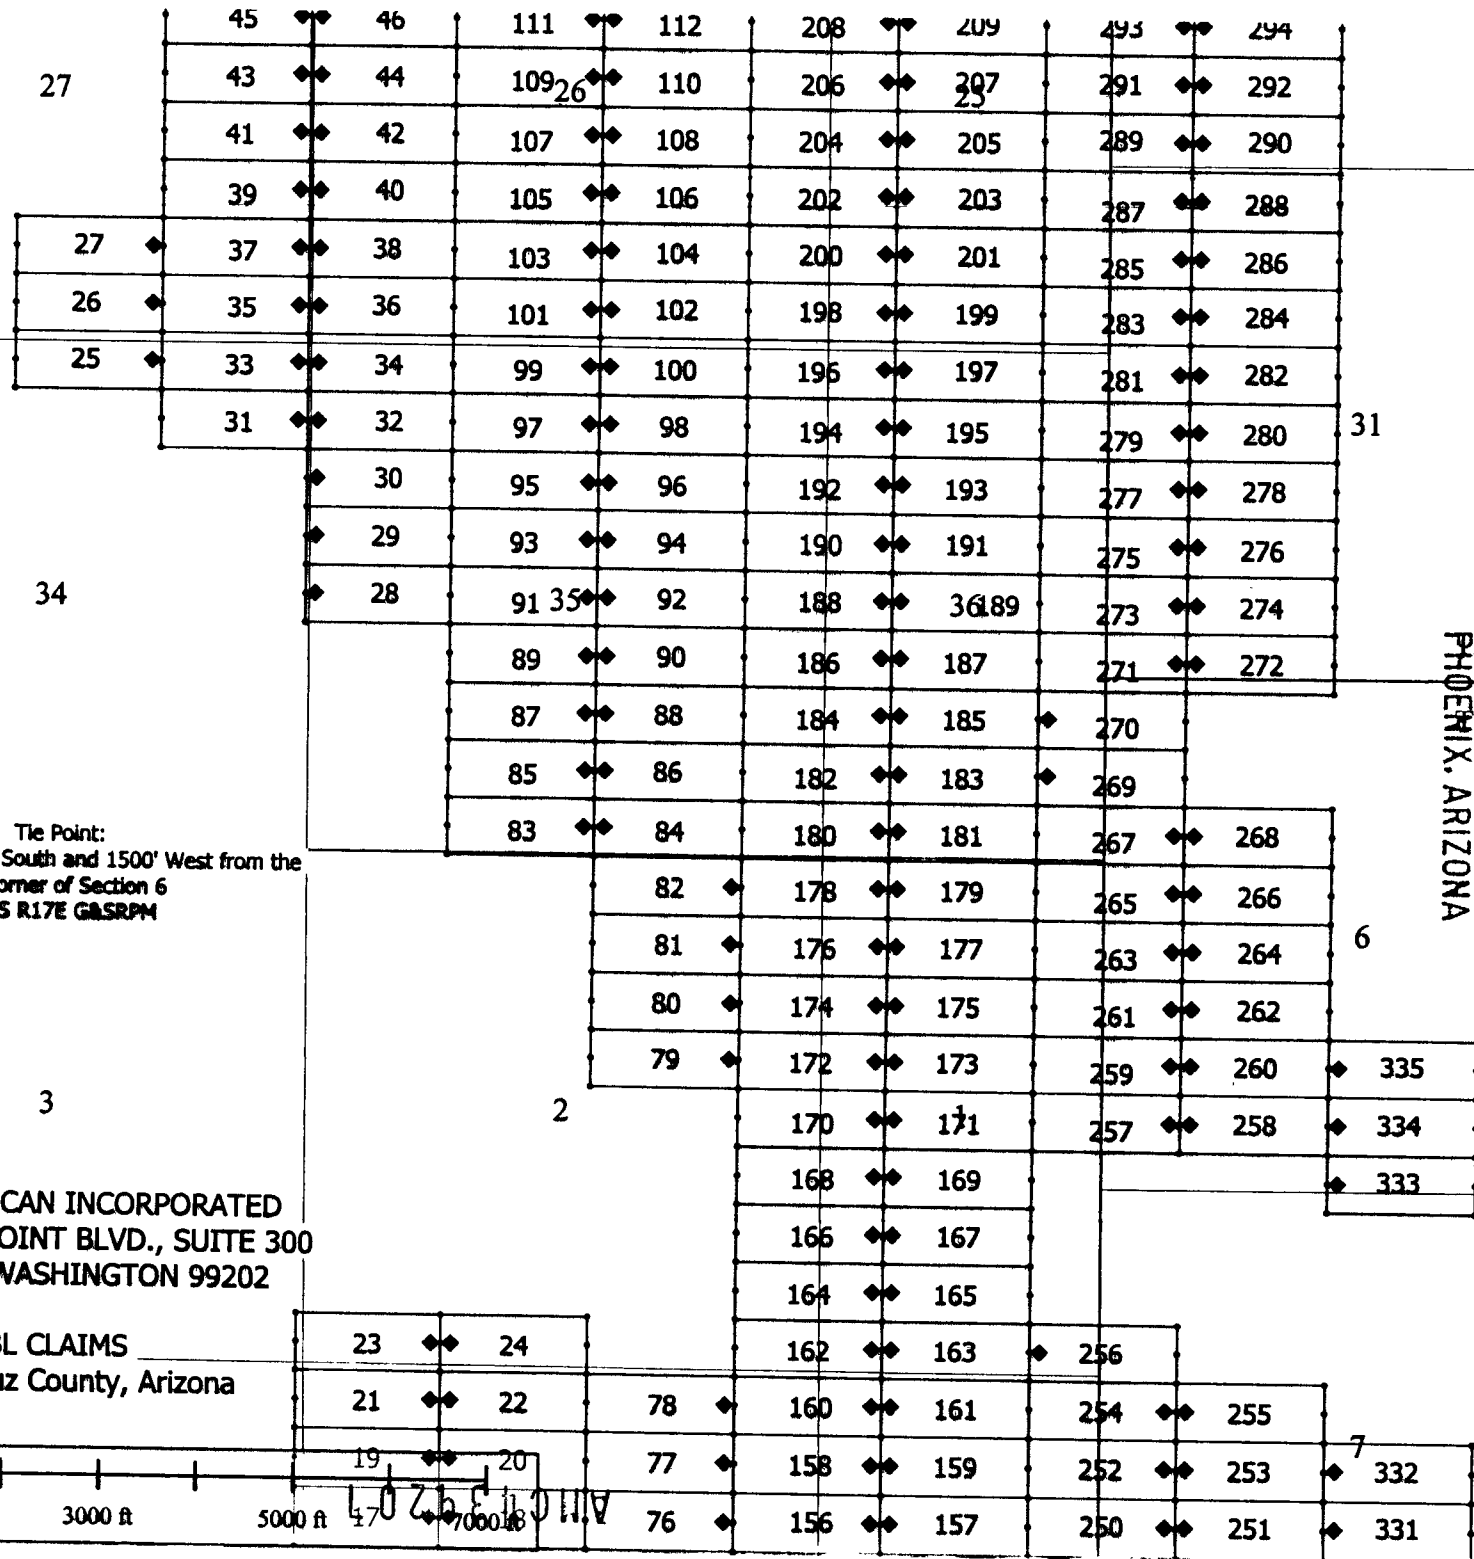 45 46 111 112 208 209 293 294
27 43 44 109 26 110 206 207 25 291 292
41 42 107 108 204 205 289 290
39 40 105 106 202 203 287 288
27 37 38 103 104 200 201 285 286
26 35 36 101 102 198 199 283 284
25 33 34 99 100 196 197 281 282
31 32 97 98 194 195 279 280 31
30 95 96 192 193 277 278
29 93 94 190 191 275 276
34 28 91 35 92 188 36 189 273 274
89 90 186 187 271 272
87 88 184 185 270
85 86 182 183 269
83 84 180 181 267 268
PHOENIX, ARIZONA
Tie Point:
South and 1500' West from the
orner of Section 6
S R17E G&SRPM
82 178 179 265 266
81 176 177 263 264 6
80 174 175 261 262
79 172 173 259 260 335
3 2 170 171 1 257 258 334
168 169 333
CAN INCORPORATED
OINT BLVD., SUITE 300
WASHINGTON 99202
166 167
164 165
23 24 162 163 256
BL CLAIMS
uz County, Arizona
21 22 78 160 161 254 255
19 20 77 158 159 252 253 7 332
17 18 76 156 157 250 251 331
3000 ft 5000 ft 7000 ft